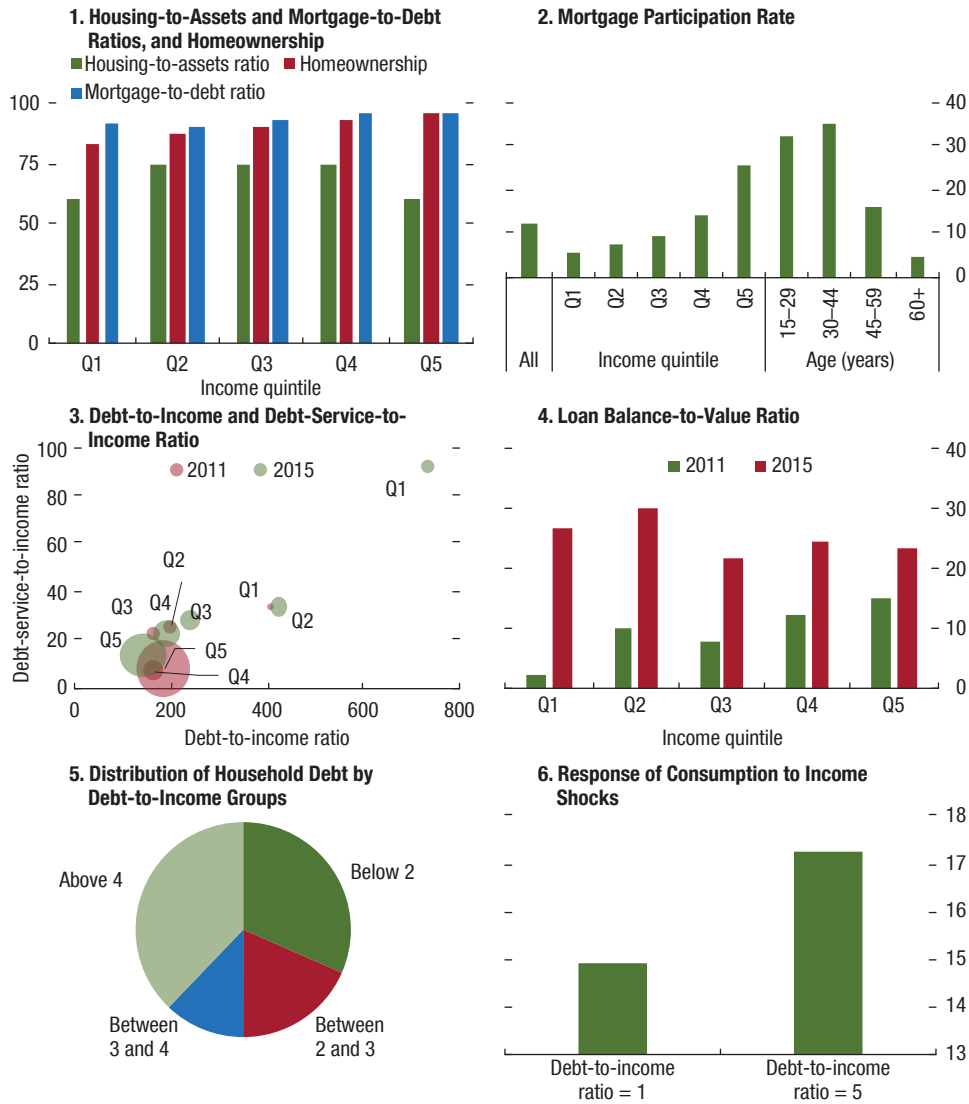 1. Housing-to-Assets and Mortgage-to-Debt
Ratios, and Homeownership
Housing-to-assets ratio
Homeownership
Mortgage-to-debt ratio
100
75
50
25
0
Q1
Q2
Q3
Q4
Q5
Income quintile
2. Mortgage Participation Rate
40
30
20
10
0
All
Q1
Q2
Q3
Q4
Q5
15–29
30–44
45–59
60+
Income quintile
Age (years)
3. Debt-to-Income and Debt-Service-to-
Income Ratio
Debt-service-to-income ratio
100
80
60
40
20
0
2011
2015
Q1
Q2
Q1
Q3
Q4
Q3
Q2
Q5
Q5
Q4
0
200
400
600
800
Debt-to-income ratio
4. Loan Balance-to-Value Ratio
2011
2015
40
30
20
10
0
Q1
Q2
Q3
Q4
Q5
Income quintile
5. Distribution of Household Debt by
Debt-to-Income Groups
Above 4
Below 2
Between
3 and 4
Between
2 and 3
6. Response of Consumption to Income
Shocks
18
17
16
15
14
13
Debt-to-income
ratio = 1
Debt-to-income
ratio = 5